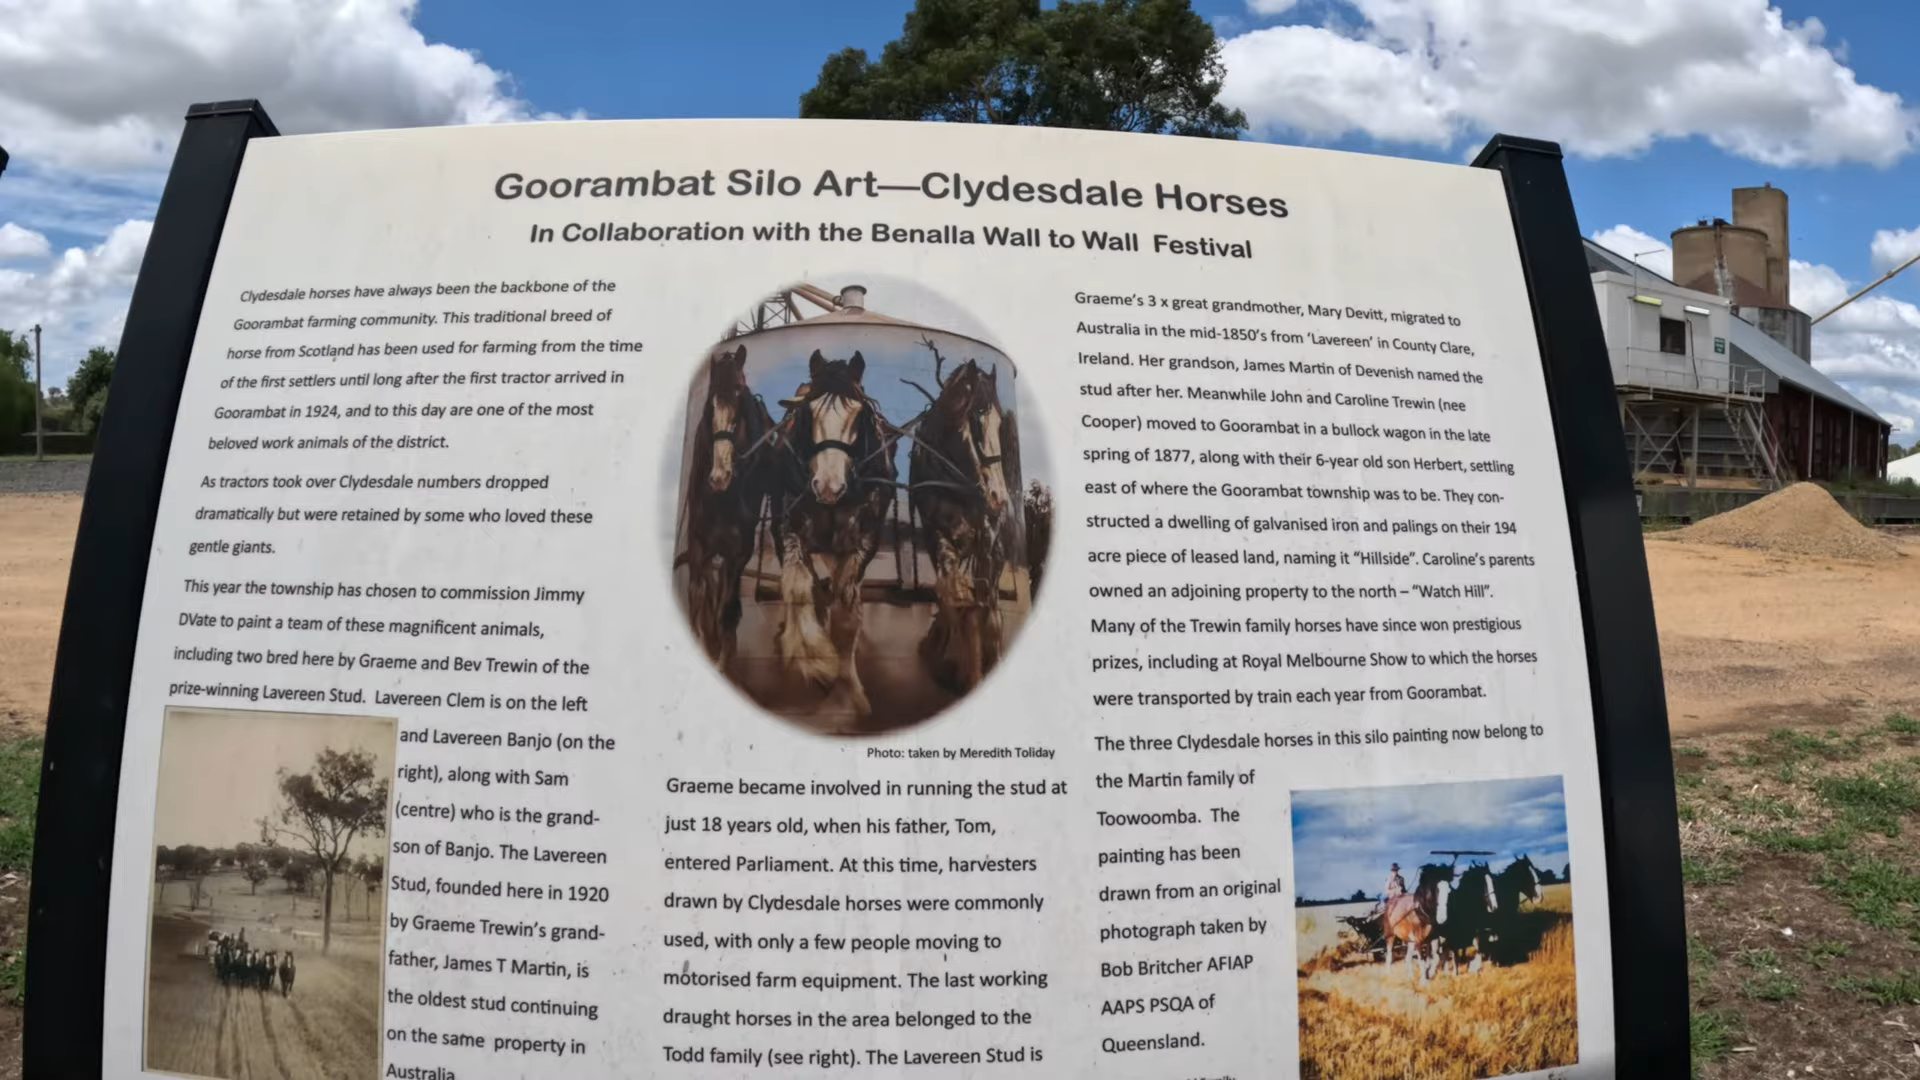 Goorambat Silo Art—Clydesdale Horses
In Collaboration with the Benalla Wall to Wall Festival
Clydesdale horses have always been the backbone of the
Goorambat farming community. This traditional breed of
horse from Scotland has been used for farming from the time
of the first settlers until long after the first tractor arrived in
Goorambat in 1924, and to this day are one of the most
beloved work animals of the district.
As tractors took over Clydesdale numbers dropped
dramatically but were retained by some who loved these
gentle giants.
This year the township has chosen to commission Jimmy
DVate to paint a team of these magnificent animals,
including two bred here by Graeme and Bev Trewin of the
prize-winning Lavereen Stud. Lavereen Clem is on the left
and Lavereen Banjo (on the
right), along with Sam
(centre) who is the grand-
son of Banjo. The Lavereen
Stud, founded here in 1920
by Graeme Trewin's grand-
father, James T Martin, is
the oldest stud continuing
on the same property in
Australia
Photo: taken by Meredith Toliday
Graeme became involved in running the stud at
just 18 years old, when his father, Tom,
entered Parliament. At this time, harvesters
drawn by Clydesdale horses were commonly
used, with only a few people moving to
motorised farm equipment. The last working
draught horses in the area belonged to the
Todd family (see right). The Lavereen Stud is
Graeme's 3 x great grandmother, Mary Devitt, migrated to
Australia in the mid-1850's from 'Lavereen' in County Clare,
Ireland. Her grandson, James Martin of Devenish named the
stud after her. Meanwhile John and Caroline Trewin (nee
Cooper) moved to Goorambat in a bullock wagon in the late
spring of 1877, along with their 6-year old son Herbert, settling
east of where the Goorambat township was to be. They con-
structed a dwelling of galvanised iron and palings on their 194
acre piece of leased land, naming it "Hillside". Caroline's parents
owned an adjoining property to the north – "Watch Hill".
Many of the Trewin family horses have since won prestigious
prizes, including at Royal Melbourne Show to which the horses
were transported by train each year from Goorambat.
The three Clydesdale horses in this silo painting now belong to
the Martin family of
Toowoomba. The
painting has been
drawn from an original
photograph taken by
Bob Britcher AFIAP
AAPS PSQA of
Queensland.